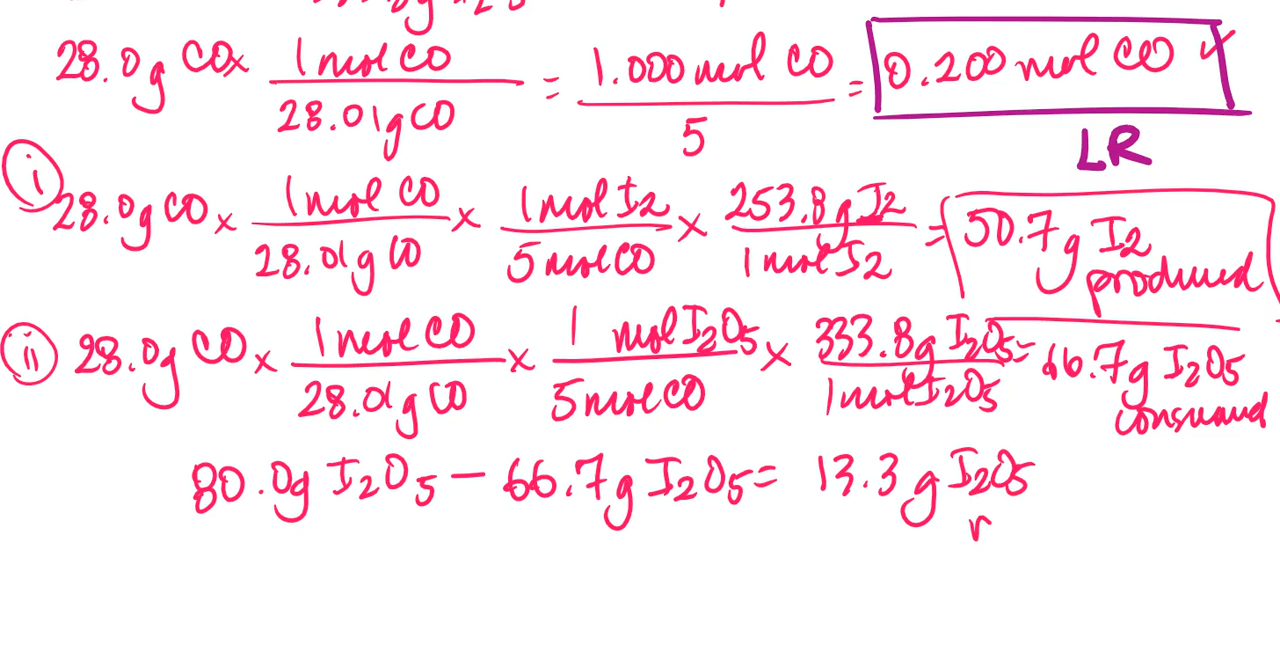 28.0g CO x 1 mol CO / 28.01g CO = 1.000 mol CO / 5 = 0.200 mol CO
LR
i 28.0g CO x 1 mol CO / 28.01g CO x 1 mol I2 / 5 mol CO x 253.8g I2 / 1 mol I2 = 50.7g I2 produced
ii 28.0g CO x 1 mol CO / 28.01g CO x 1 mol I2O5 / 5 mol CO x 333.8g I2O5 / 1 mol I2O5 = 66.7g I2O5 consumed
80.0g I2O5 - 66.7g I2O5 = 13.3g I2O5
r